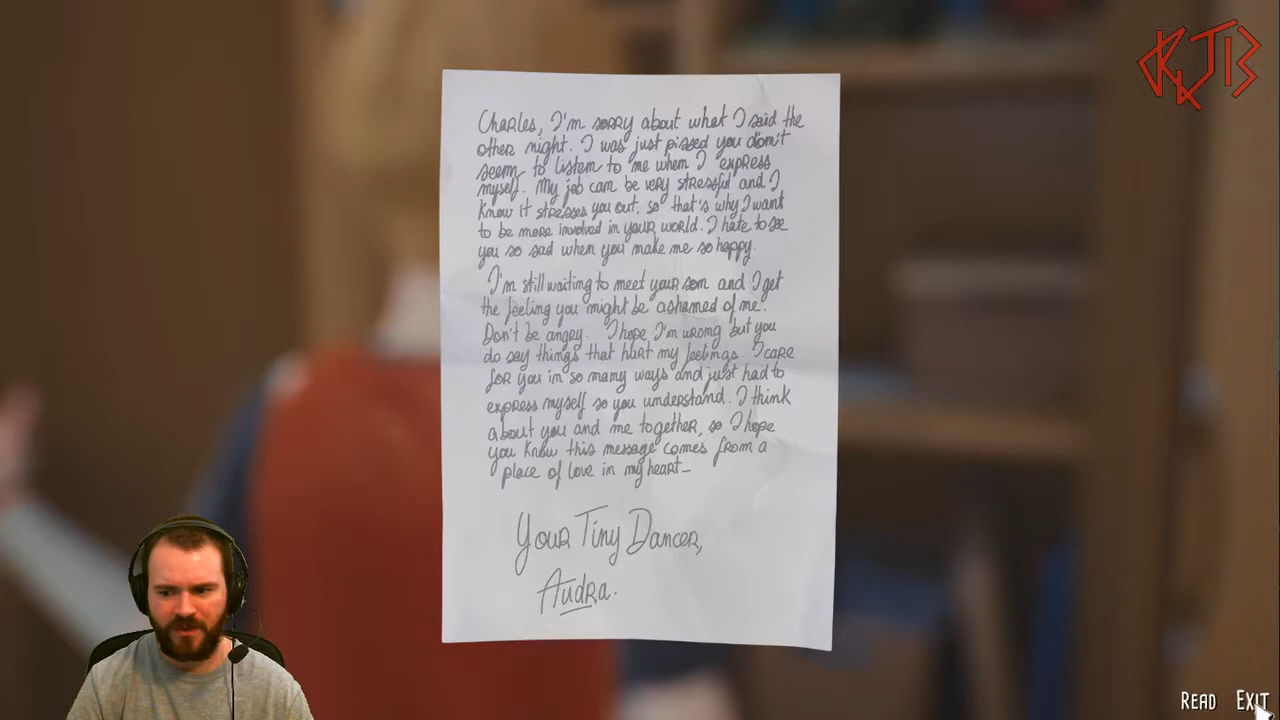 RJB
Charles, I'm sorry about what I said the
other night. I was just pissed you don't
seem to listen to me when I express
myself. My job can be very stressful and I
know it stresses you out, so that's why I want
to be more involved in your world. I hate to see
you so sad when you make me so happy.
I'm still waiting to meet your son and I get
the feeling you might be ashamed of me.
Don't be angry. I hope I'm wrong but you
do say things that hurt my feelings. I care
for you in so many ways and just had to
express myself so you understand. I think
about you and me together, so I hope
you know this message comes from a
place of love in my heart_
Your Tiny Dancer,
Audra.
READ EXIT